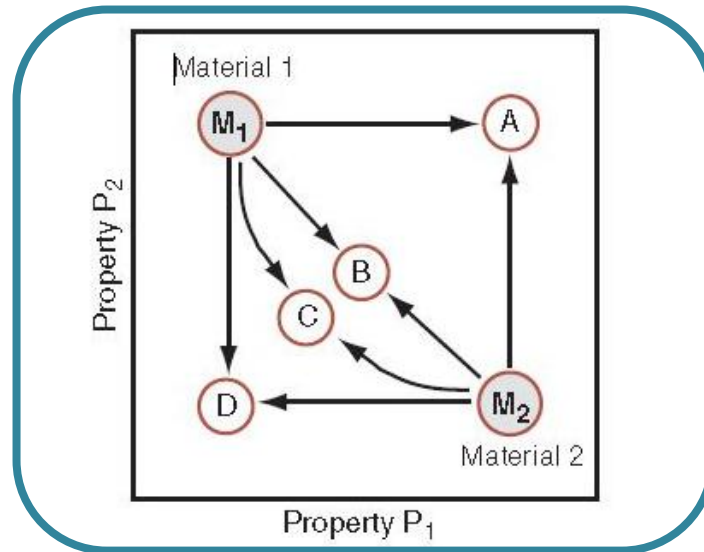 Material 1
M₁
A
Property P₂
B
C
D
M₂
Material 2
Property P₁